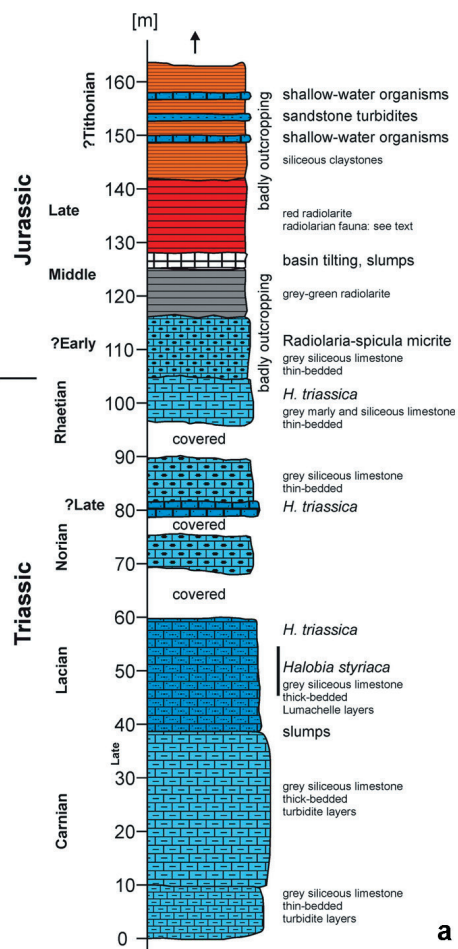 [m]
160
150
140
130
120
110
100
90
80
70
60
50
40
30
20
10
0
Jurassic
Triassic
?Tithonian
Late
Middle
?Early
Rhaetian
?Late
Norian
Lacian
Late
Carnian
badly outcropping
badly outcropping
shallow-water organisms
sandstone turbidites
shallow-water organisms
siliceous claystones
red radiolarite
radiolarian fauna: see text
basin tilting, slumps
grey-green radiolarite
Radiolaria-spicula micrite
grey siliceous limestone
thin-bedded
H. triassica
grey marly and siliceous limestone
thin-bedded
covered
grey siliceous limestone
thin-bedded
H. triassica
covered
covered
H. triassica
Halobia styriaca
grey siliceous limestone
thick-bedded
Lumachelle layers
slumps
grey siliceous limestone
thick-bedded
turbidite layers
grey siliceous limestone
thin-bedded
turbidite layers
a